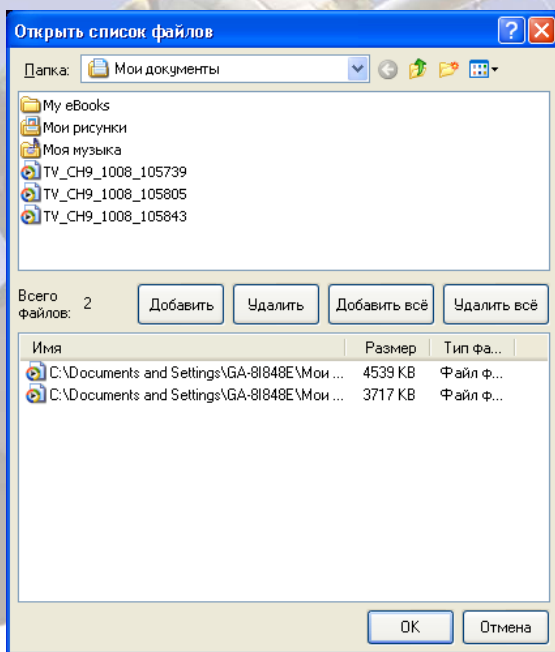 Открыть список файлов
Папка: Мои документы
My eBooks
Мои рисунки
Моя музыка
TV_CH9_1008_105739
TV_CH9_1008_105805
TV_CH9_1008_105843
Всего файлов: 2 Добавить Удалить Добавить всё Удалить всё
Имя Размер Тип фа...
C:\Documents and Settings\GA-8I848E\Мои ... 4539 KB Файл ф...
C:\Documents and Settings\GA-8I848E\Мои ... 3717 KB Файл ф...
OK Отмена